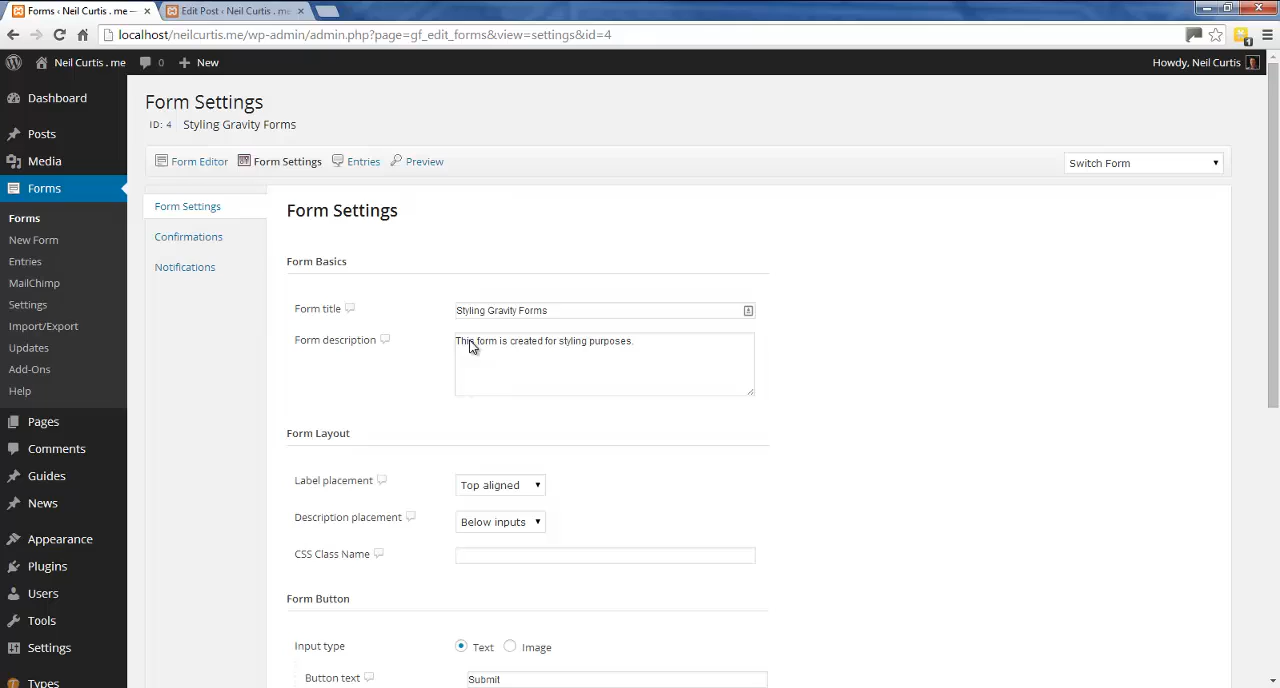 Forms ‹ Neil Curtis . me —
Edit Post ‹ Neil Curtis . me
localhost/neilcurtis.me/wp-admin/admin.php?page=gf_edit_forms&view=settings&id=4
1
Neil Curtis . me
0
New
Howdy, Neil Curtis
Dashboard
Posts
Media
Forms
Forms
New Form
Entries
MailChimp
Settings
Import/Export
Updates
Add-Ons
Help
Pages
Comments
Guides
News
Appearance
Plugins
Users
Tools
Settings
Types
Form Settings
ID: 4 Styling Gravity Forms
Form Editor Form Settings Entries Preview
Switch Form
Form Settings
Confirmations
Notifications
Form Settings
Form Basics
Form title
Styling Gravity Forms
Form description
This form is created for styling purposes.
Form Layout
Label placement
Top aligned
Description placement
Below inputs
CSS Class Name
Form Button
Input type
Text Image
Button text
Submit